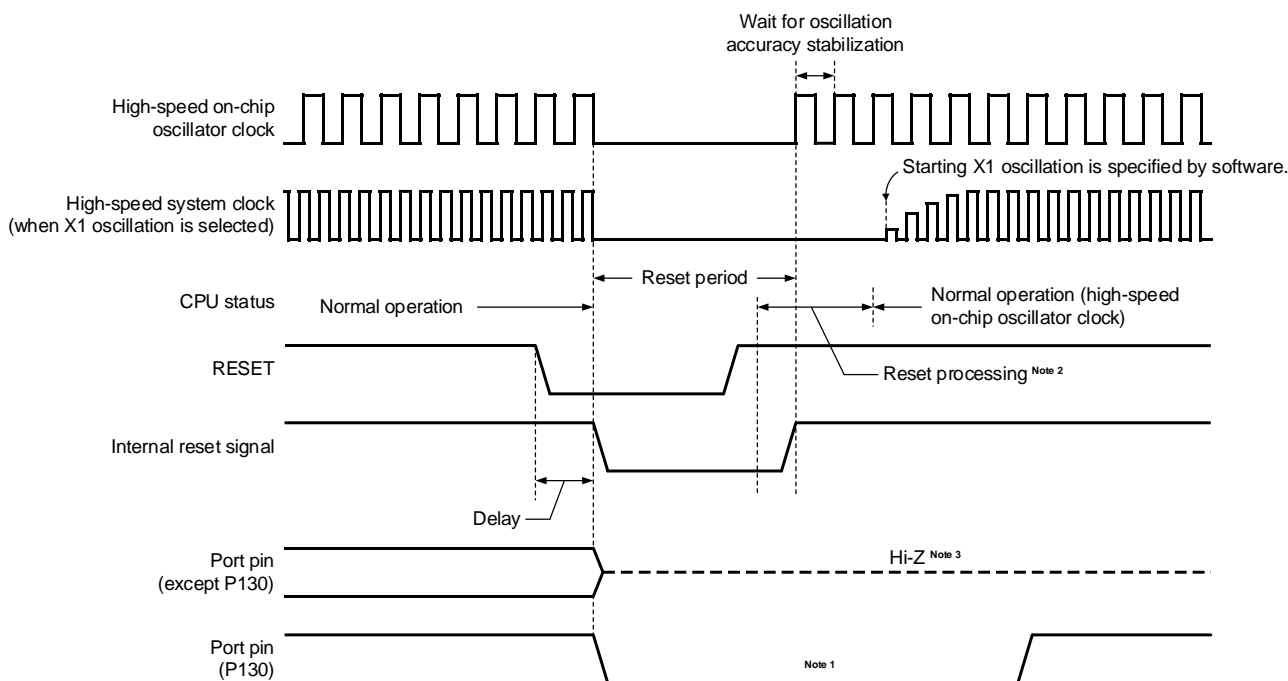 Wait for oscillation
accuracy stabilization
High-speed on-chip
oscillator clock
Starting X1 oscillation is specified by software.
High-speed system clock
(when X1 oscillation is selected)
Reset period
CPU status
Normal operation
Normal operation (high-speed
on-chip oscillator clock)
RESET
Reset processing Note 2
Internal reset signal
Delay
Port pin
(except P130)
Hi-Z Note 3
Port pin
(P130)
Note 1